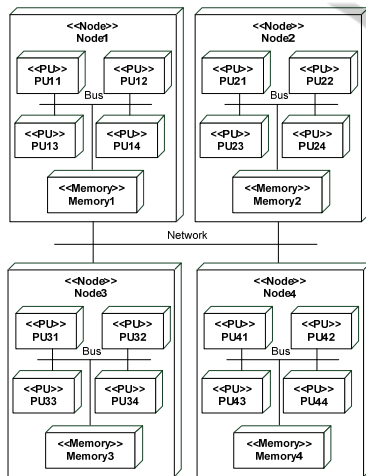 <<Node>>
Node1
<<PU>>
PU11
<<PU>>
PU12
Bus
<<PU>>
PU13
<<PU>>
PU14
<<Memory>>
Memory1
<<Node>>
Node2
<<PU>>
PU21
<<PU>>
PU22
Bus
<<PU>>
PU23
<<PU>>
PU24
<<Memory>>
Memory2
Network
<<Node>>
Node3
<<PU>>
PU31
<<PU>>
PU32
Bus
<<PU>>
PU33
<<PU>>
PU34
<<Memory>>
Memory3
<<Node>>
Node4
<<PU>>
PU41
<<PU>>
PU42
Bus
<<PU>>
PU43
<<PU>>
PU44
<<Memory>>
Memory4